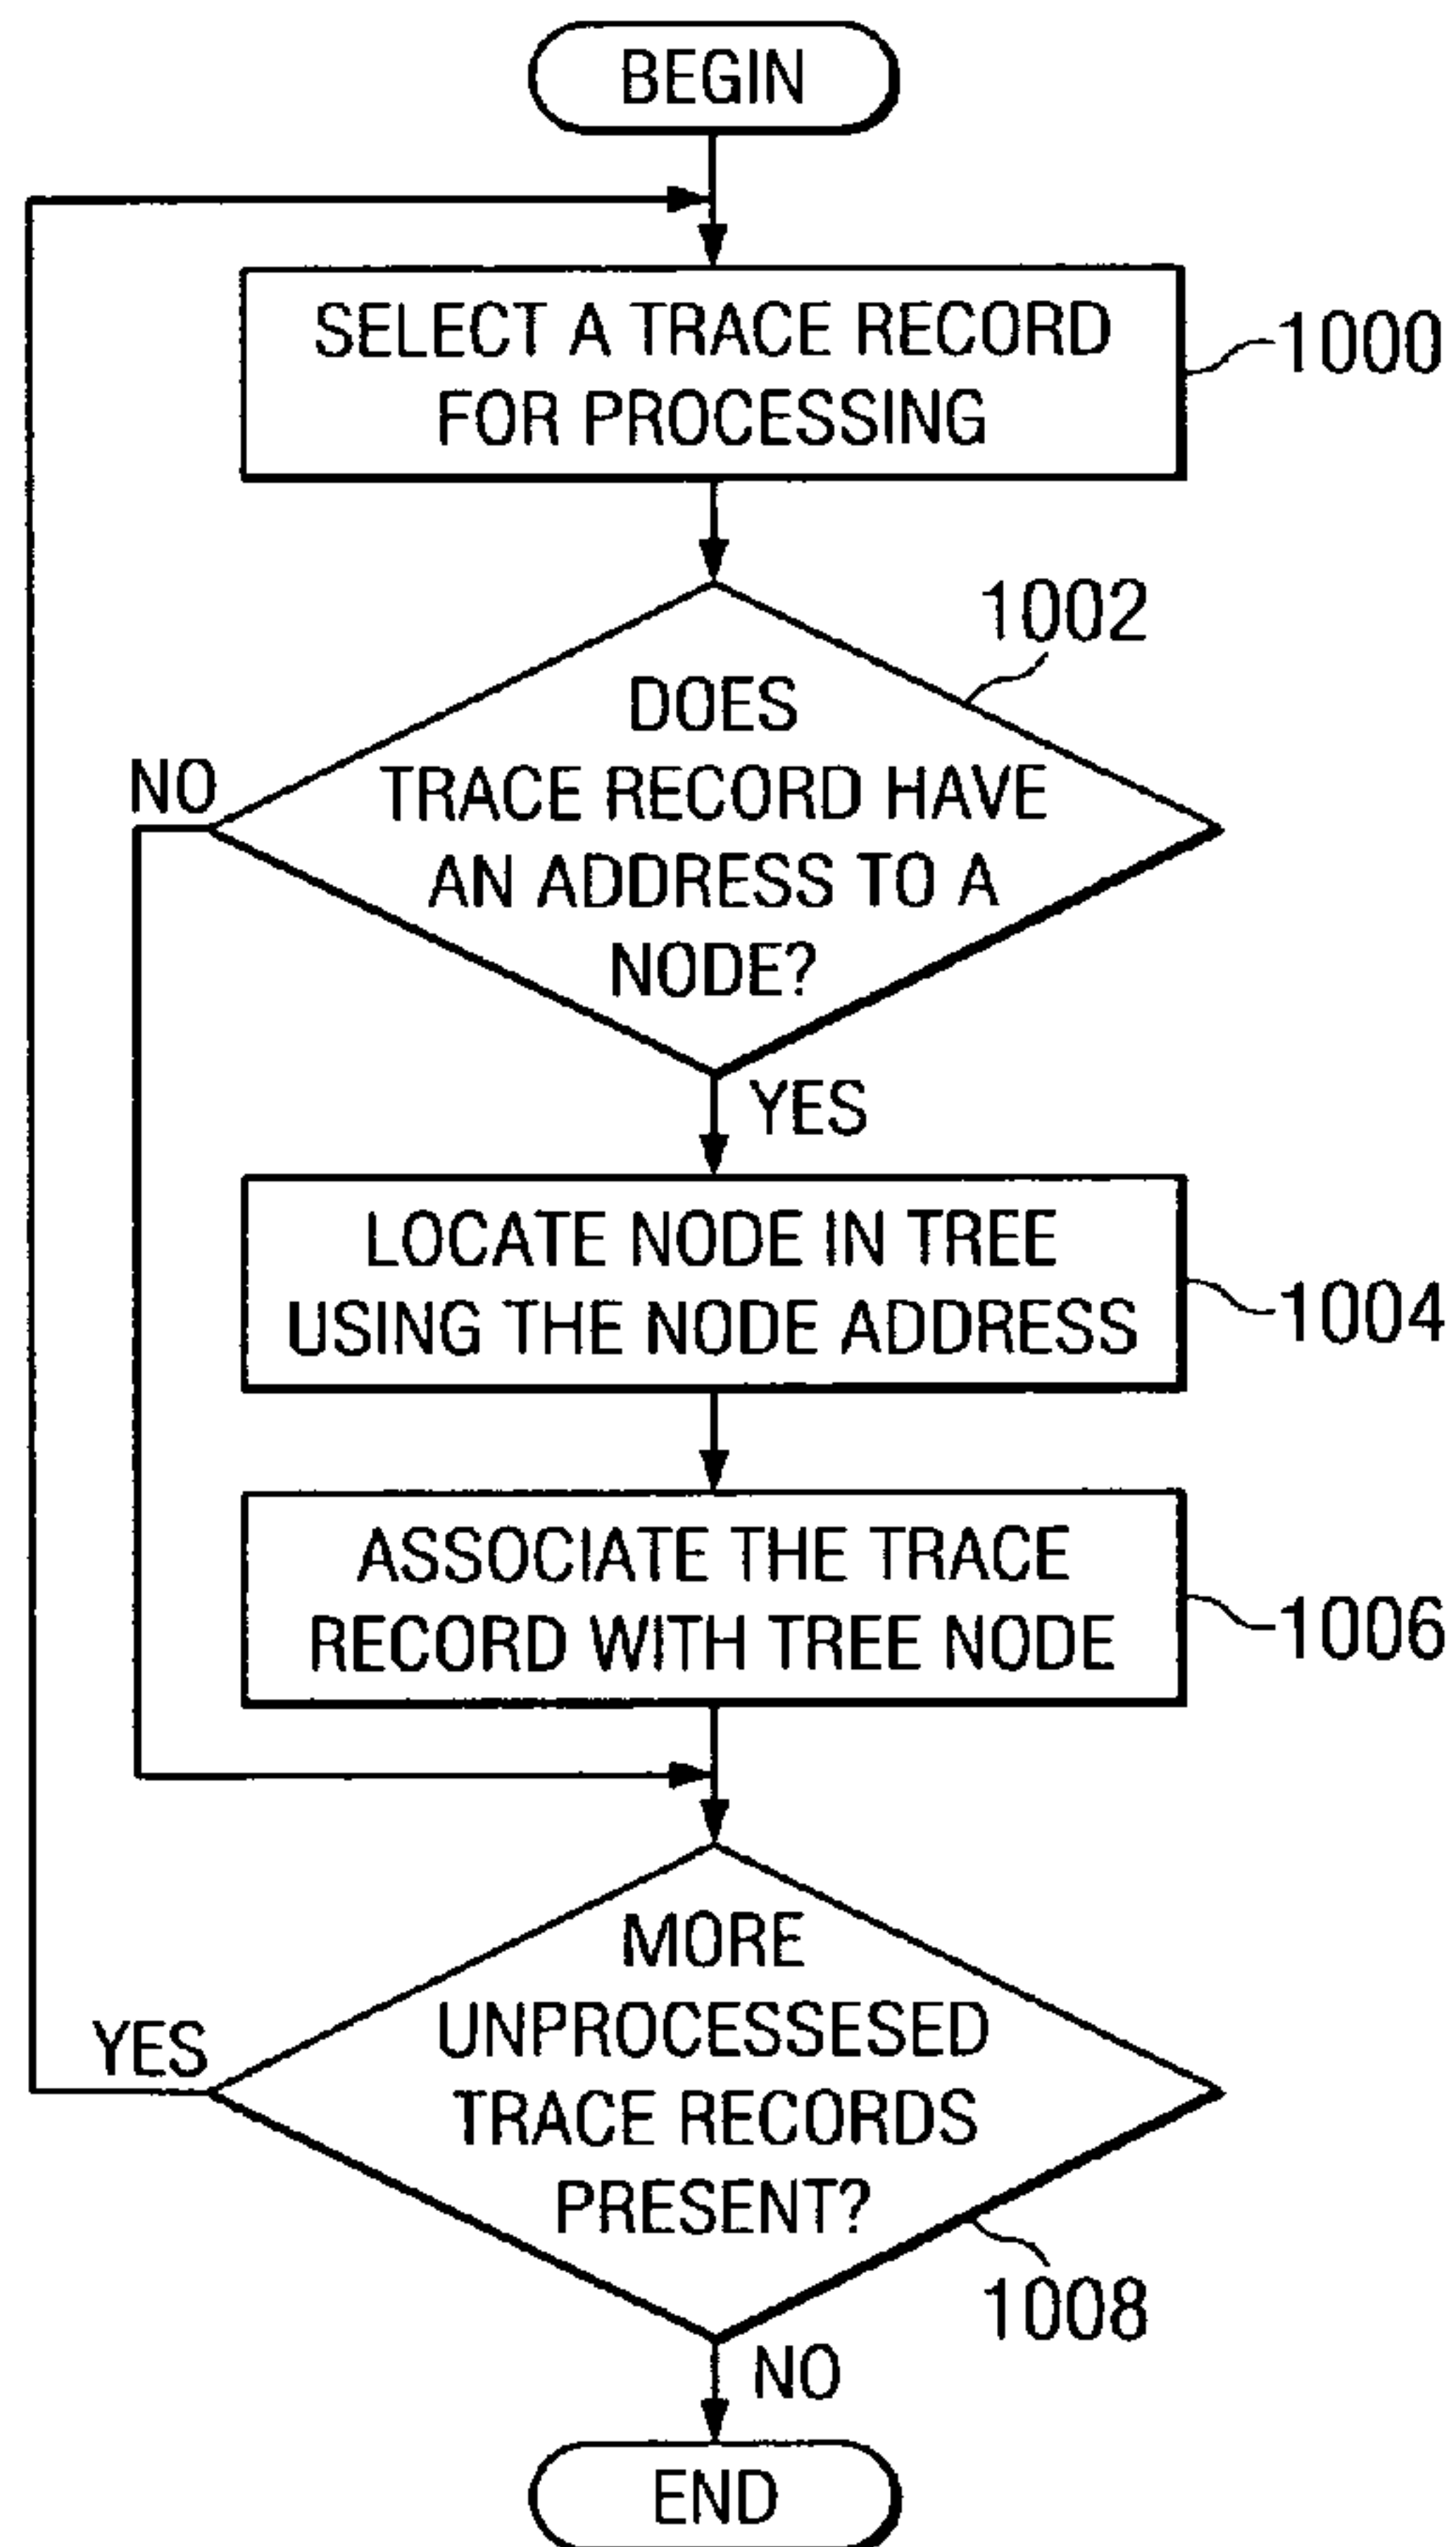 BEGIN
SELECT A TRACE RECORD
FOR PROCESSING
1000
1002
DOES
TRACE RECORD HAVE
AN ADDRESS TO A
NODE?
NO
YES
LOCATE NODE IN TREE
USING THE NODE ADDRESS
1004
ASSOCIATE THE TRACE
RECORD WITH TREE NODE
1006
MORE
UNPROCESSESED
TRACE RECORDS
PRESENT?
YES
1008
NO
END